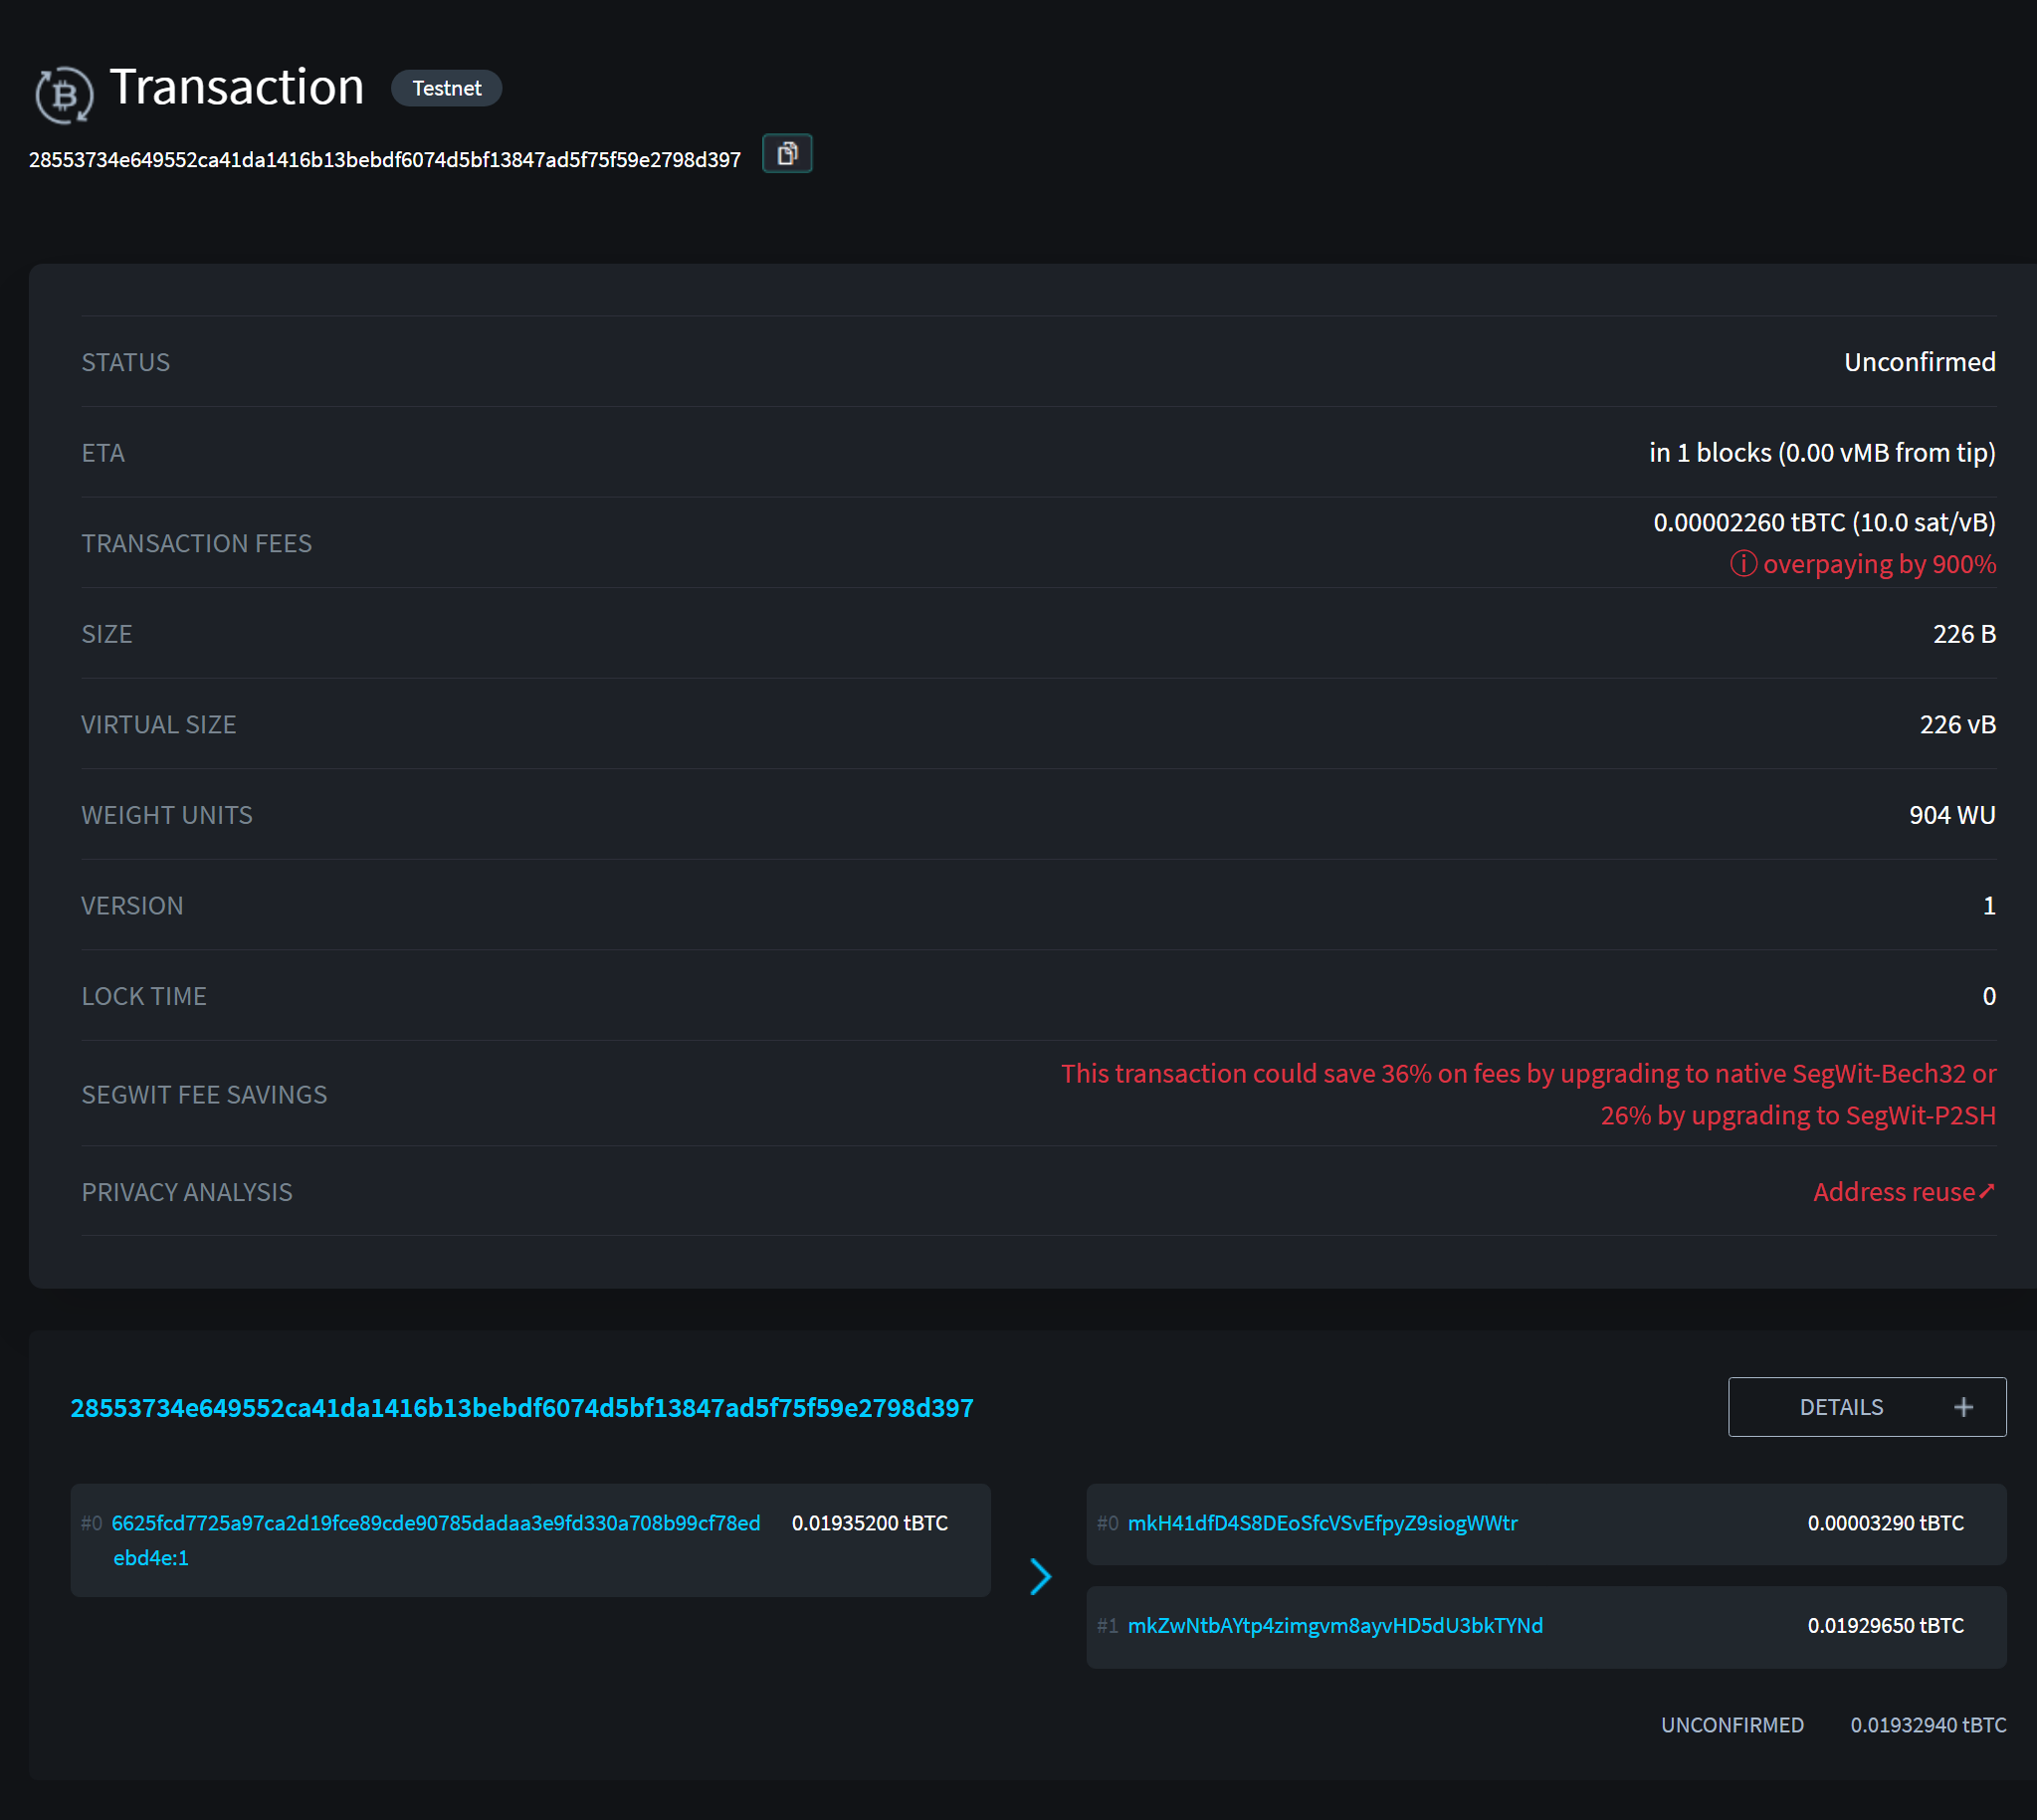 Transaction Testnet
28553734e649552ca41da1416b13bebdf6074d5bf13847ad5f75f59e2798d397
STATUS Unconfirmed
ETA in 1 blocks (0.00 vMB from tip)
TRANSACTION FEES 0.00002260 tBTC (10.0 sat/vB)
overpaying by 900%
SIZE 226 B
VIRTUAL SIZE 226 vB
WEIGHT UNITS 904 WU
VERSION 1
LOCK TIME 0
SEGWIT FEE SAVINGS This transaction could save 36% on fees by upgrading to native SegWit-Bech32 or
26% by upgrading to SegWit-P2SH
PRIVACY ANALYSIS Address reuse
28553734e649552ca41da1416b13bebdf6074d5bf13847ad5f75f59e2798d397 DETAILS +
#0 6625fcd7725a97ca2d19fce89cde90785dadaa3e9fd330a708b99cf78ed 0.01935200 tBTC
ebd4e:1
#0 mkH41dfD4S8DEoSfcVSvEfpyZ9siogWWtr 0.00003290 tBTC
#1 mkZwNtbAYtp4zimgvm8ayvHD5dU3bkTYNd 0.01929650 tBTC
UNCONFIRMED 0.01932940 tBTC